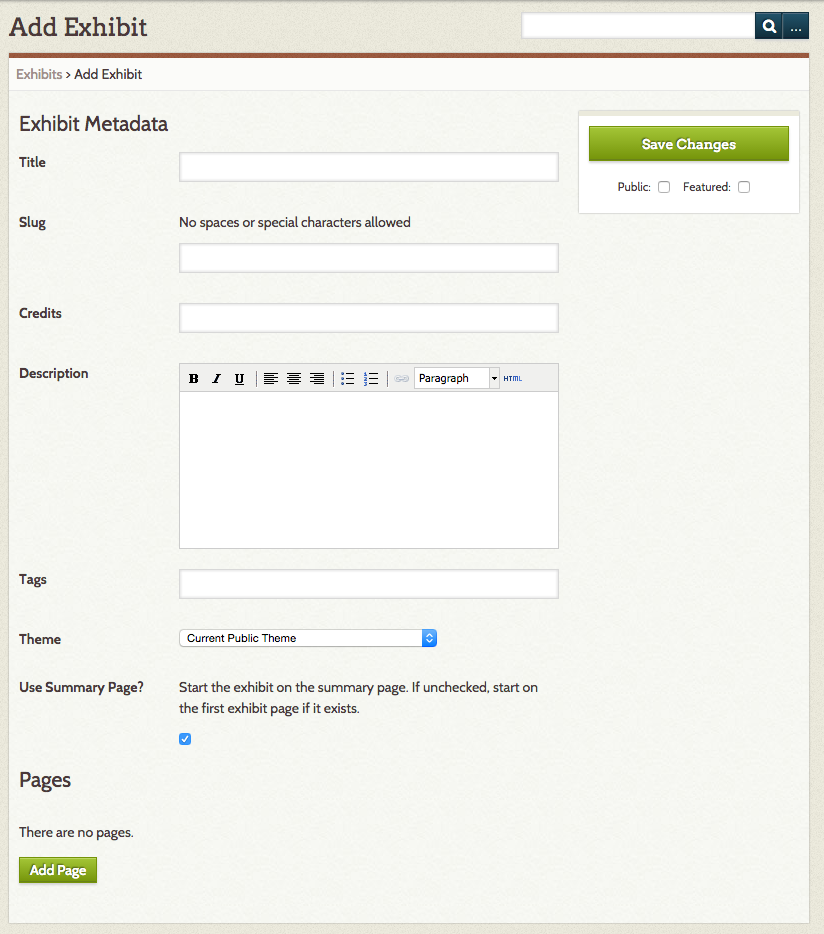 Add Exhibit
...
Exhibits > Add Exhibit
Exhibit Metadata
Save Changes
Title
Public:
Featured:
Slug
No spaces or special characters allowed
Credits
Description
B I U
Paragraph
HTML
Tags
Theme
Current Public Theme
Use Summary Page?
Start the exhibit on the summary page. If unchecked, start on
the first exhibit page if it exists.
Pages
There are no pages.
Add Page